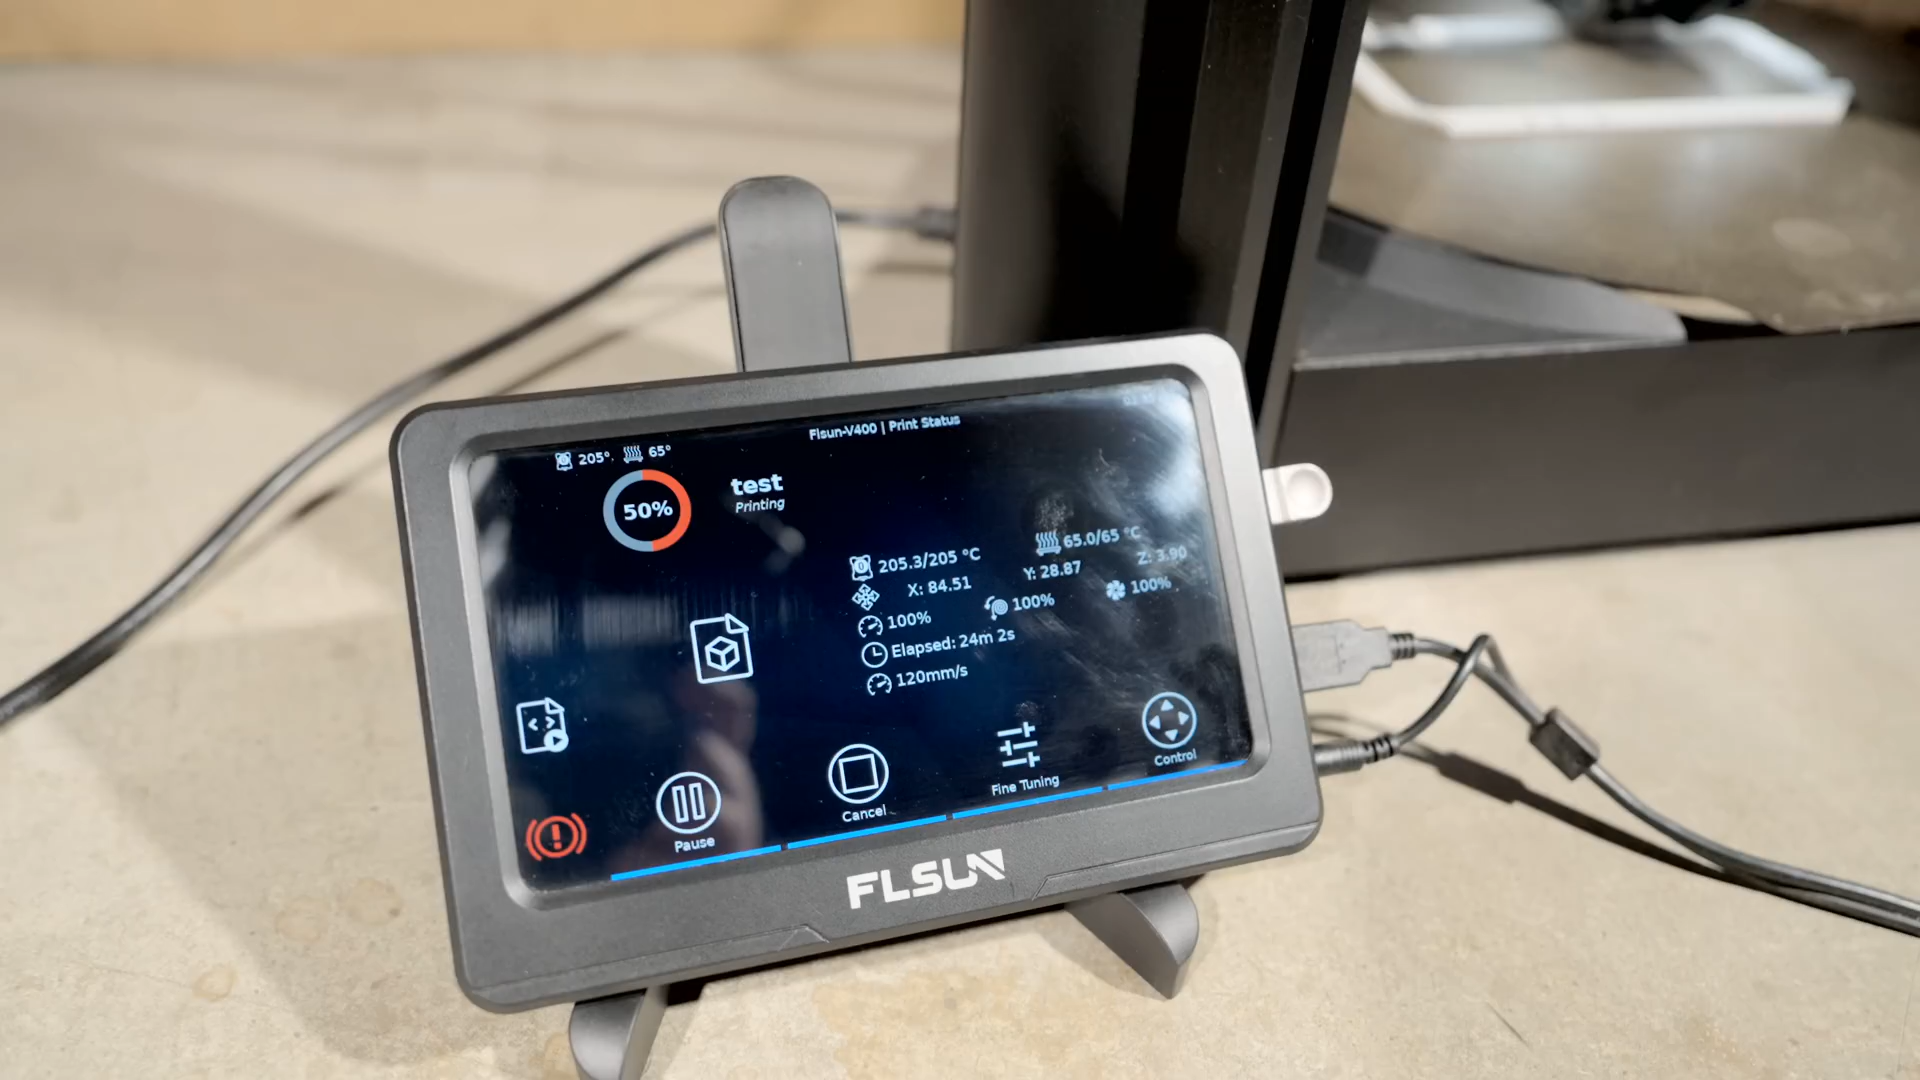 Flsun-V400 | Print Status
205° 65°
50%
test
Printing
205.3/205 °C 65.0/65 °C
X: 84.51 Y: 28.87 Z: 3.90
100% 100% 100%
Elapsed: 24m 2s
120mm/s
Pause
Cancel
Fine Tuning
Control
FLSUN